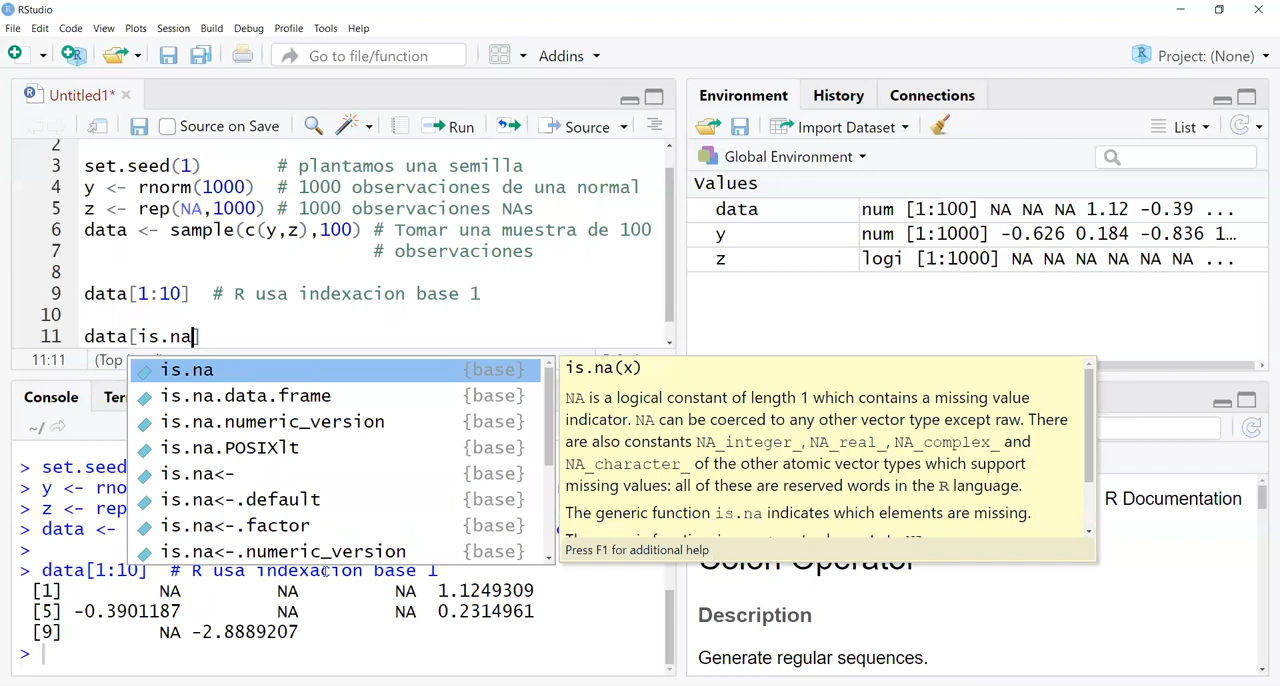 RStudio
File Edit Code View Plots Session Build Debug Profile Tools Help
Go to file/function Addins Project: (None)
Untitled1*
Source on Save Run Source
2
3 set.seed(1) # plantamos una semilla
4 y <- rnorm(1000) # 1000 observaciones de una normal
5 z <- rep(NA,1000) # 1000 observaciones NAs
6 data <- sample(c(y,z),100) # Tomar una muestra de 100
7 # observaciones
8
9 data[1:10] # R usa indexacion base 1
10
11 data[is.na]
11:11 (Top
is.na {base}
is.na.data.frame {base}
is.na.numeric_version {base}
is.na.POSIXlt {base}
is.na<- {base}
is.na<-.default {base}
is.na<-.factor {base}
is.na<-.numeric_version {base}
is.na(x)
NA is a logical constant of length 1 which contains a missing value
indicator. NA can be coerced to any other vector type except raw. There
are also constants NA_integer_, NA_real_, NA_complex_ and
NA_character_ of the other atomic vector types which support
missing values: all of these are reserved words in the R language.
The generic function is.na indicates which elements are missing.
Press F1 for additional help
Console Ter
~/
> set.seed
> y <- rno
> z <- rep
> data <-
>
> data[1:10] # R usa indexacion base 1
[1] NA NA NA 1.1249309
[5] -0.3901187 NA NA 0.2314961
[9] NA -2.8889207
>
Environment History Connections
Import Dataset List
Global Environment
Values
data num [1:100] NA NA NA 1.12 -0.39 ...
y num [1:1000] -0.626 0.184 -0.836 1…
z logi [1:1000] NA NA NA NA NA NA ...
R Documentation
Colon Operator
Description
Generate regular sequences.